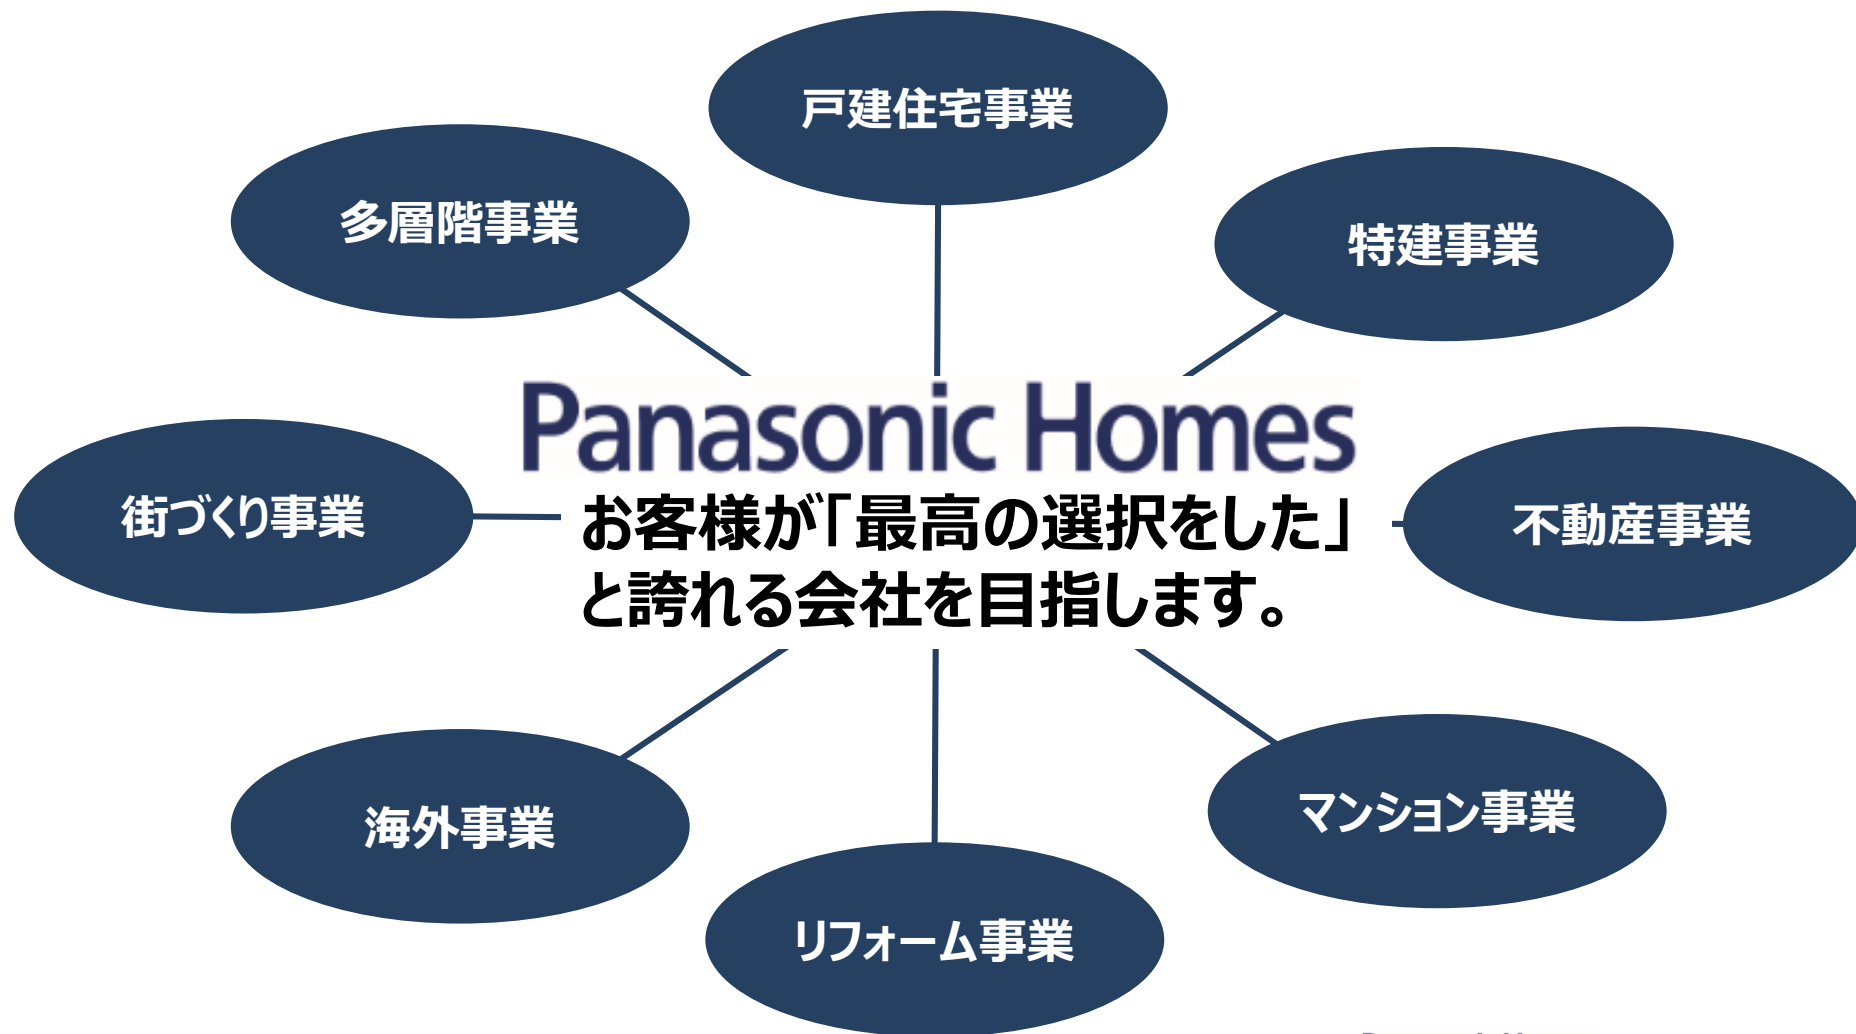 戸建住宅事業
多層階事業
特建事業
Panasonic Homes
街づくり事業
お客様が「最高の選択をした」
と誇れる会社を目指します。
不動産事業
海外事業
マンション事業
リフォーム事業